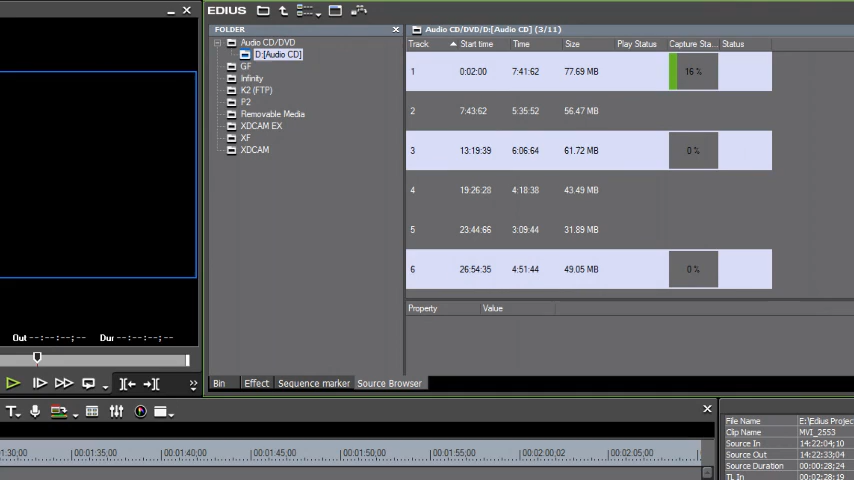 EDIUS
FOLDER
Audio CD/DVD
D:[Audio CD]
GF
Infinity
K2 (FTP)
P2
Removable Media
XDCAM EX
XF
XDCAM
Audio CD/DVD/D:[Audio CD] (3/11)
Track Start time Time Size Play Status Capture Sta... Status
1 0:02:00 7:41:62 77.69 MB 16 %
2 7:43:62 5:35:52 56.47 MB
3 13:19:39 6:06:64 61.72 MB 0 %
4 19:26:28 4:18:38 43.49 MB
5 23:44:66 3:09:44 31.89 MB
6 26:54:35 4:51:44 49.05 MB 0 %
Property Value
Out --:--:--;-- Dur --:--:--;--
Bin Effect Sequence marker Source Browser
1:30;00 00:01:35;00 00:01:40;00 00:01:45;00 00:01:50;00 00:01:55;00 00:02:00;02 00:02:05;00
File Name E:\Edius Projec
Clip Name MVI_2553
Source In 14:22:04;10
Source Out 14:22:33;04
Source Duration 00:00:28;24
TL In 00:02:28;19